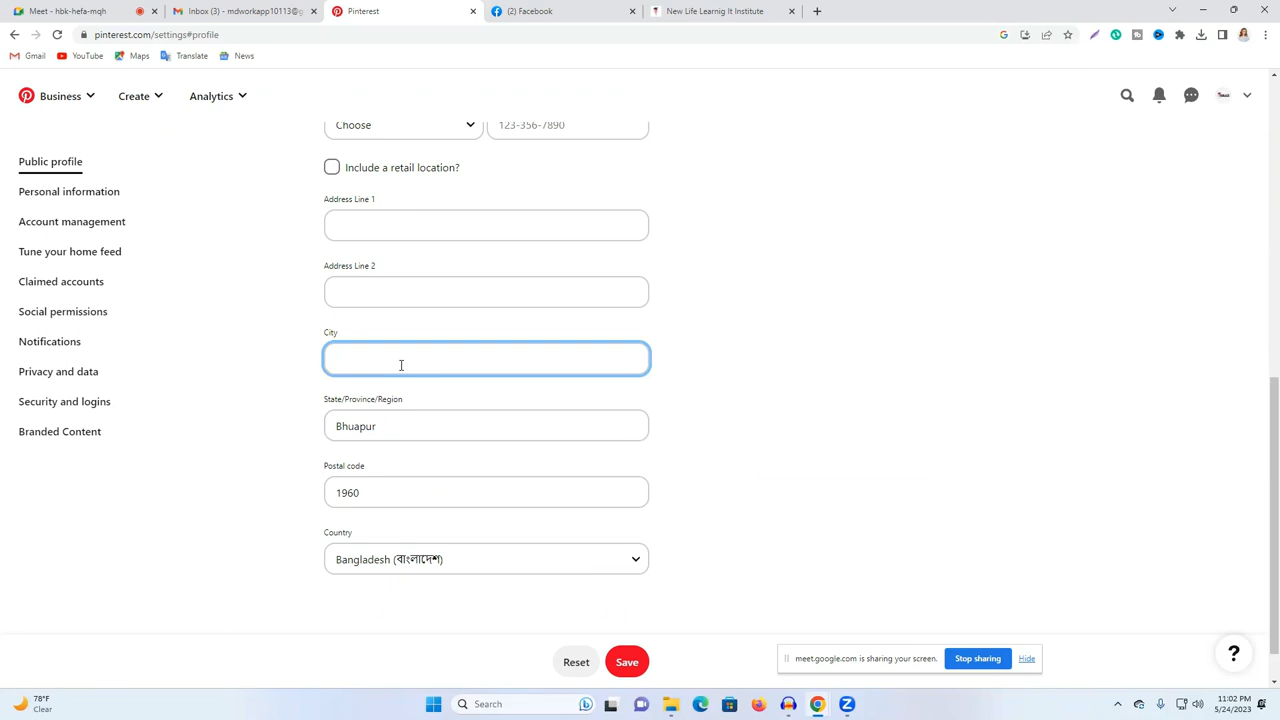 Meet - hbk-hefa-mqh
Inbox (3) - mdworkapp10113@g
Pinterest
(2) Facebook
New Life Learnig It Institute
pinterest.com/settings#profile
Gmail
YouTube
Maps
Translate
News
Business
Create
Analytics
Public profile
Personal information
Account management
Tune your home feed
Claimed accounts
Social permissions
Notifications
Privacy and data
Security and logins
Branded Content
Choose
123-356-7890
Include a retail location?
Address Line 1
Address Line 2
City
State/Province/Region
Bhuapur
Postal code
1960
Country
Bangladesh (বাংলাদেশ)
Reset
Save
meet.google.com is sharing your screen.
Stop sharing
Hide
?
78°F
Clear
Search
11:02 PM
5/24/2023